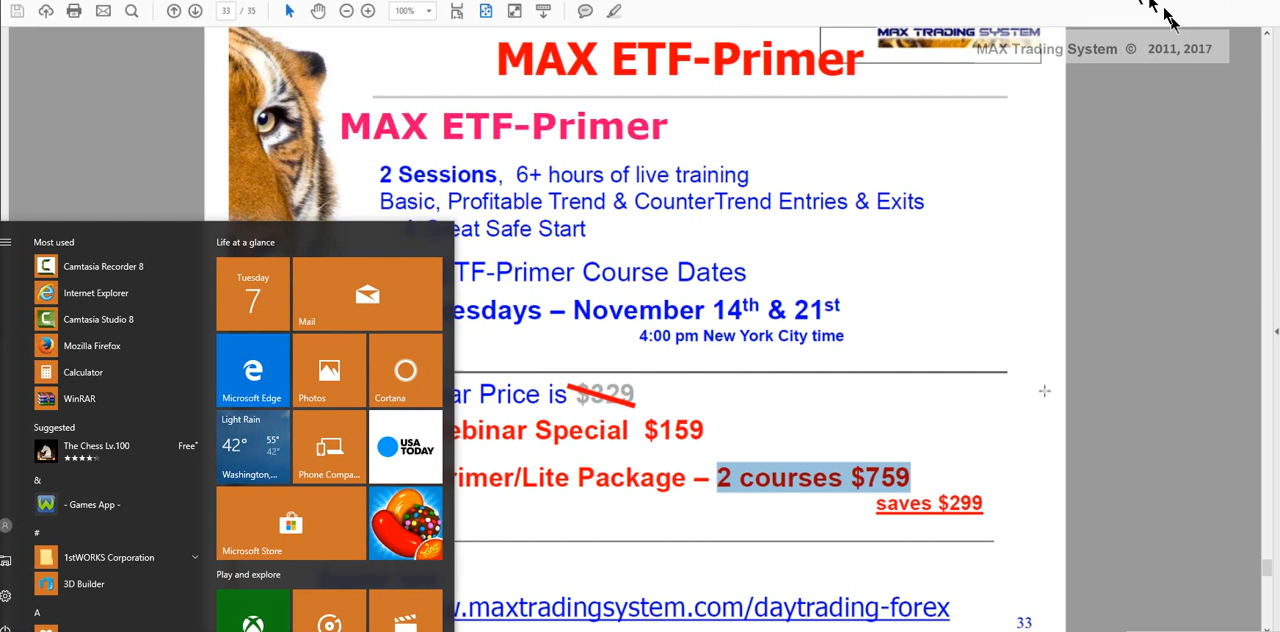 33 / 35
100%
MAX TRADING SYSTEM
MAX Trading System © 2011, 2017
MAX ETF-Primer
MAX ETF-Primer
2 Sessions, 6+ hours of live training
Basic, Profitable Trend & CounterTrend Entries & Exits
Great Safe Start
TF-Primer Course Dates
esdays – November 14th & 21st
4:00 pm New York City time
ar Price is $329
ebinar Special $159
rimer/Lite Package – 2 courses $759
saves $299
w.maxtradingsystem.com/daytrading-forex
33
Most used
Camtasia Recorder 8
Internet Explorer
Camtasia Studio 8
Mozilla Firefox
Calculator
WinRAR
Suggested
The Chess Lv.100
Free*
&
- Games App -
#
1stWORKS Corporation
3D Builder
A
Life at a glance
Tuesday
7
Mail
Microsoft Edge
Photos
Cortana
Light Rain
42° 55°
42°
Washington,...
Phone Compa...
USA
TODAY
Microsoft Store
King
Play and explore